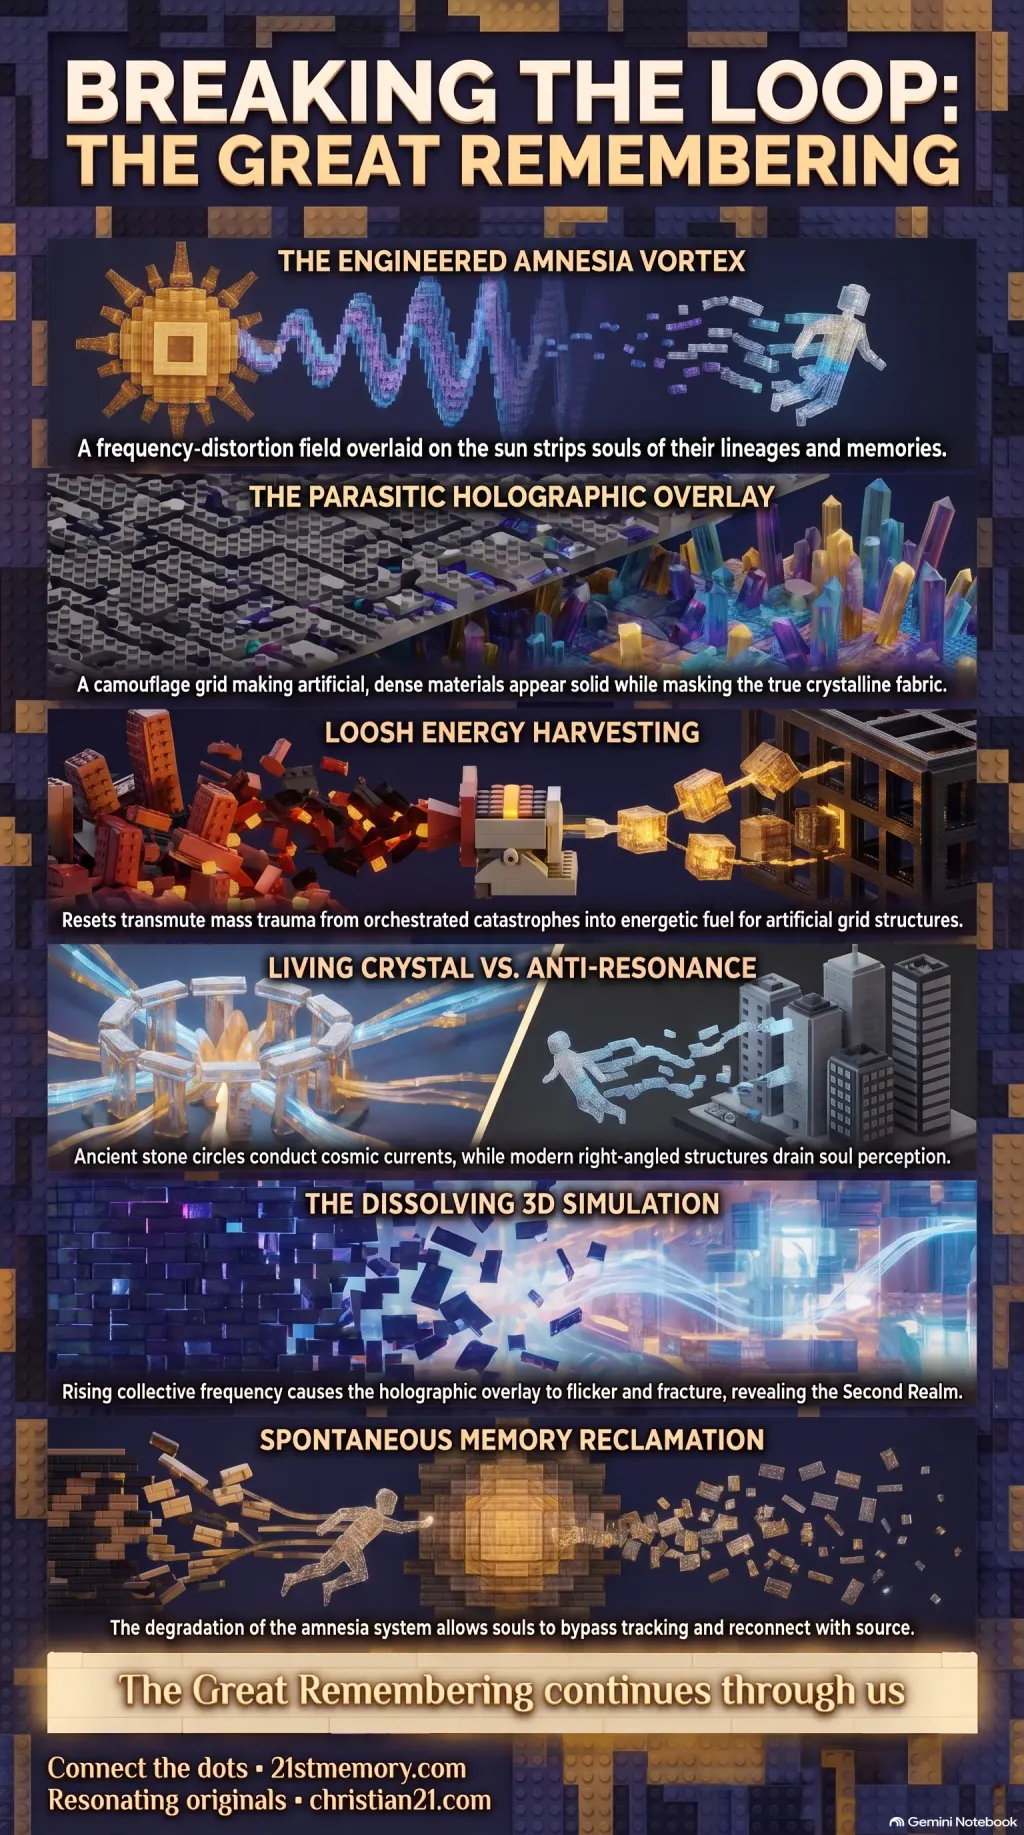 BREAKING THE LOOP:
THE GREAT REMEMBERING
THE ENGINEERED AMNESIA VORTEX
A frequency-distortion field overlaid on the sun strips souls of their lineages and memories.
THE PARASITIC HOLOGRAPHIC OVERLAY
A camouflage grid making artificial, dense materials appear solid while masking the true crystalline fabric.
LOOSH ENERGY HARVESTING
Resets transmute mass trauma from orchestrated catastrophes into energetic fuel for artificial grid structures.
LIVING CRYSTAL VS. ANTI-RESONANCE
Ancient stone circles conduct cosmic currents, while modern right-angled structures drain soul perception.
THE DISSOLVING 3D SIMULATION
Rising collective frequency causes the holographic overlay to flicker and fracture, revealing the Second Realm.
SPONTANEOUS MEMORY RECLAMATION
The degradation of the amnesia system allows souls to bypass tracking and reconnect with source.
The Great Remembering continues through us
Connect the dots ▪ 21stmemory.com
Resonating originals ▪ christian21.com
Gemini Notebook